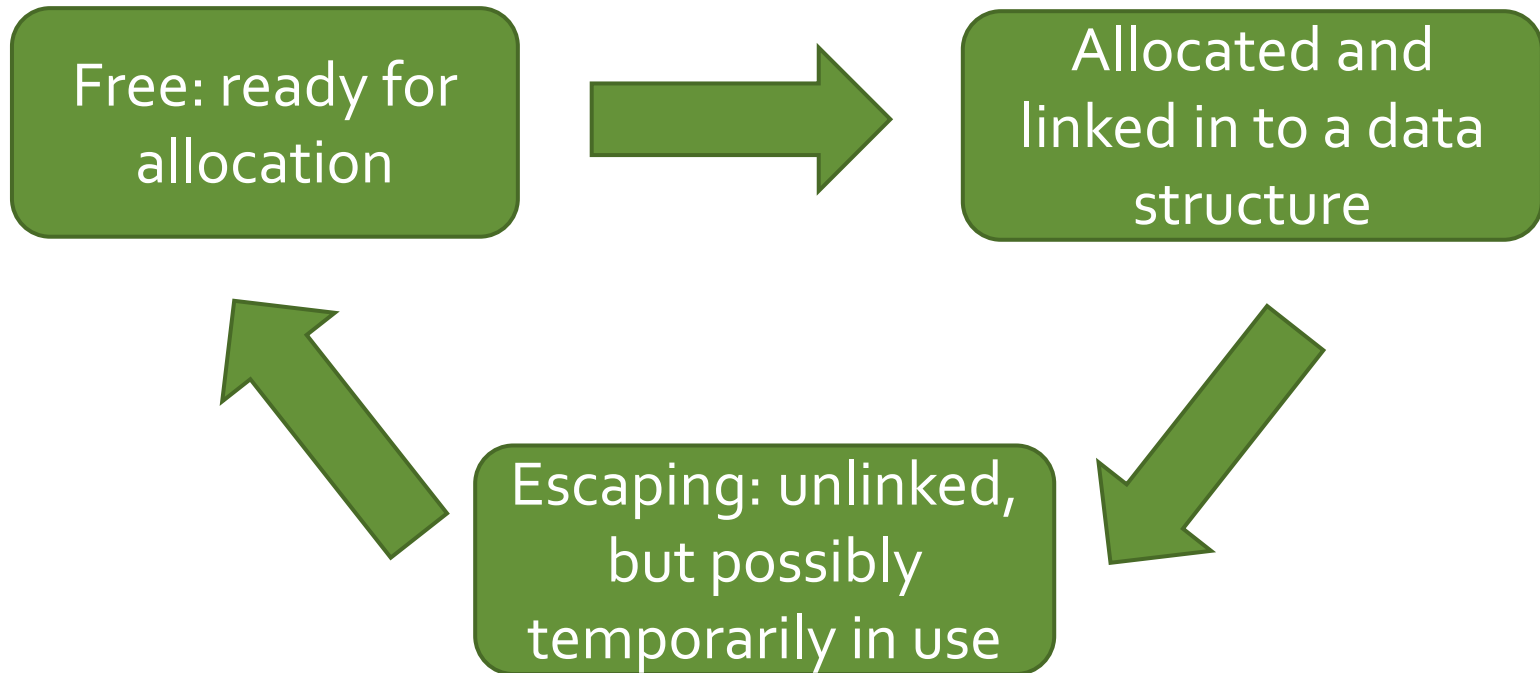 Free: ready for
allocation
Allocated and
linked in to a data
structure
Escaping: unlinked,
but possibly
temporarily in use